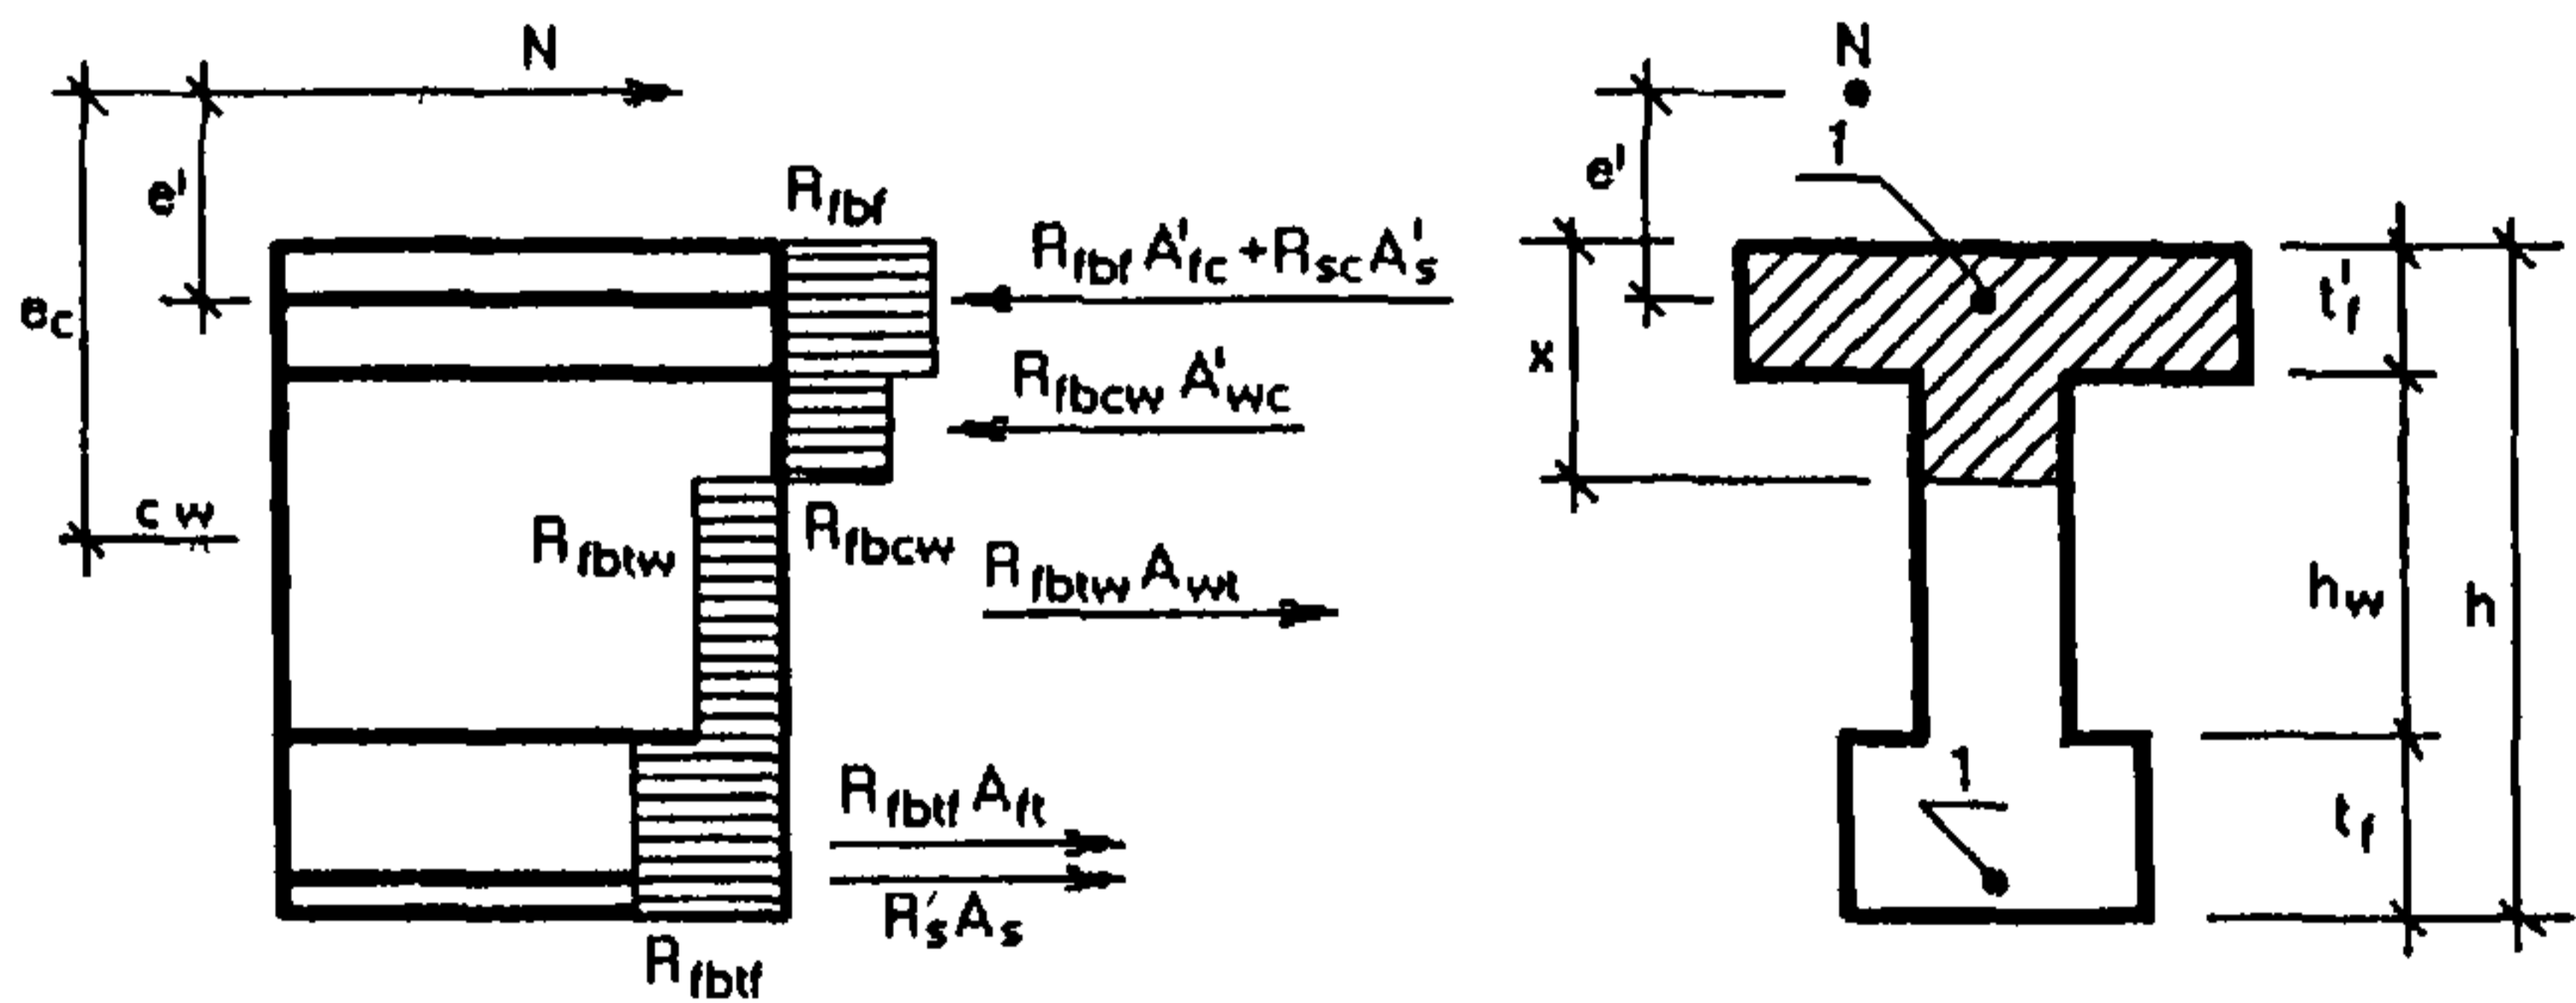 N
e'
e_c
c w
R_fbf
R_fbf A'_fc + R_sc A'_s
R_fbcw A'_wc
R_fbtw
R_fbcw
R_fbtw A_wt
R_fbtf A_ft
R'_s A_s
R_fbtf
N
1
e'
x
t'_f
h_w
h
1
t_f